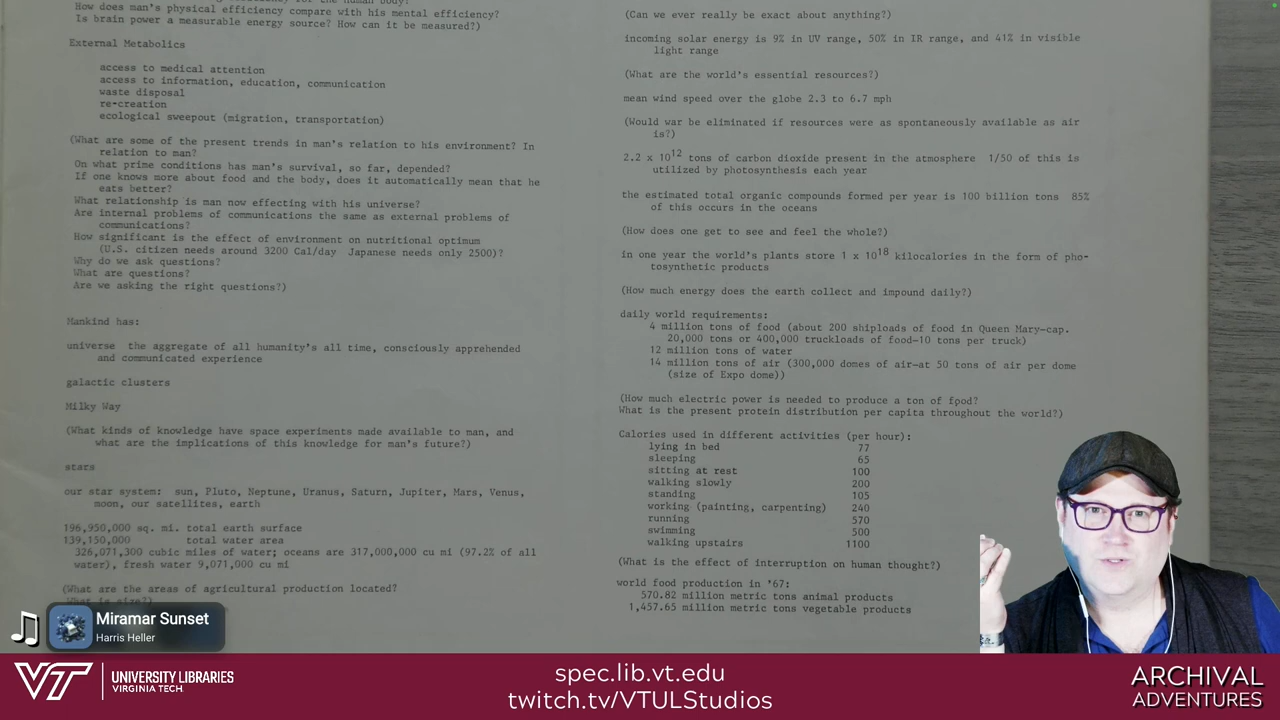 How does man's physical efficiency compare with his mental efficiency?
Is brain power a measurable energy source? How can it be measured?)
External Metabolics
access to medical attention
access to information, education, communication
waste disposal
re-creation
ecological sweepout (migration, transportation)
(What are some of the present trends in man's relation to his environment? In
relation to man?
On what prime conditions has man's survival, so far, depended?
If one knows more about food and the body, does it automatically mean that he
eats better?
What relationship is man now effecting with his universe?
Are internal problems of communications the same as external problems of
communications?
How significant is the effect of environment on nutritional optimum
(U.S. citizen needs around 3200 Cal/day Japanese needs only 2500)?
Why do we ask questions?
What are questions?
Are we asking the right questions?)
Mankind has:
universe the aggregate of all humanity's all time, consciously apprehended
and communicated experience
galactic clusters
Milky Way
(What kinds of knowledge have space experiments made available to man, and
what are the implications of this knowledge for man's future?)
stars
our star system: sun, Pluto, Neptune, Uranus, Saturn, Jupiter, Mars, Venus,
moon, our satellites, earth
196,950,000 sq. mi. total earth surface
139,150,000 total water area
326,071,300 cubic miles of water; oceans are 317,000,000 cu mi (97.2% of all
water), fresh water 9,071,000 cu mi
(What are the areas of agricultural production located?
What is size?)
(Can we ever really be exact about anything?)
incoming solar energy is 9% in UV range, 50% in IR range, and 41% in visible
light range
(What are the world's essential resources?)
mean wind speed over the globe 2.3 to 6.7 mph
(Would war be eliminated if resources were as spontaneously available as air
is?)
2.2 x 10¹² tons of carbon dioxide present in the atmosphere 1/50 of this is
utilized by photosynthesis each year
the estimated total organic compounds formed per year is 100 billion tons 85%
of this occurs in the oceans
(How does one get to see and feel the whole?)
in one year the world's plants store 1 x 10¹⁸ kilocalories in the form of pho-
tosynthetic products
(How much energy does the earth collect and impound daily?)
daily world requirements:
4 million tons of food (about 200 shiploads of food in Queen Mary-cap.
20,000 tons or 400,000 truckloads of food-10 tons per truck)
12 million tons of water
14 million tons of air (300,000 domes of air-at 50 tons of air per dome
(size of Expo dome))
(How much electric power is needed to produce a ton of food?
What is the present protein distribution per capita throughout the world?)
Calories used in different activities (per hour):
lying in bed 77
sleeping 65
sitting at rest 100
walking slowly 200
standing 105
working (painting, carpenting) 240
running 570
swimming 500
walking upstairs 1100
(What is the effect of interruption on human thought?)
world food production in '67:
570.82 million metric tons animal products
1,457.65 million metric tons vegetable products
Miramar Sunset
Harris Heller
VT UNIVERSITY LIBRARIES
VIRGINIA TECH.
spec.lib.vt.edu
twitch.tv/VTULStudios
ARCHIVAL
ADVENTURES